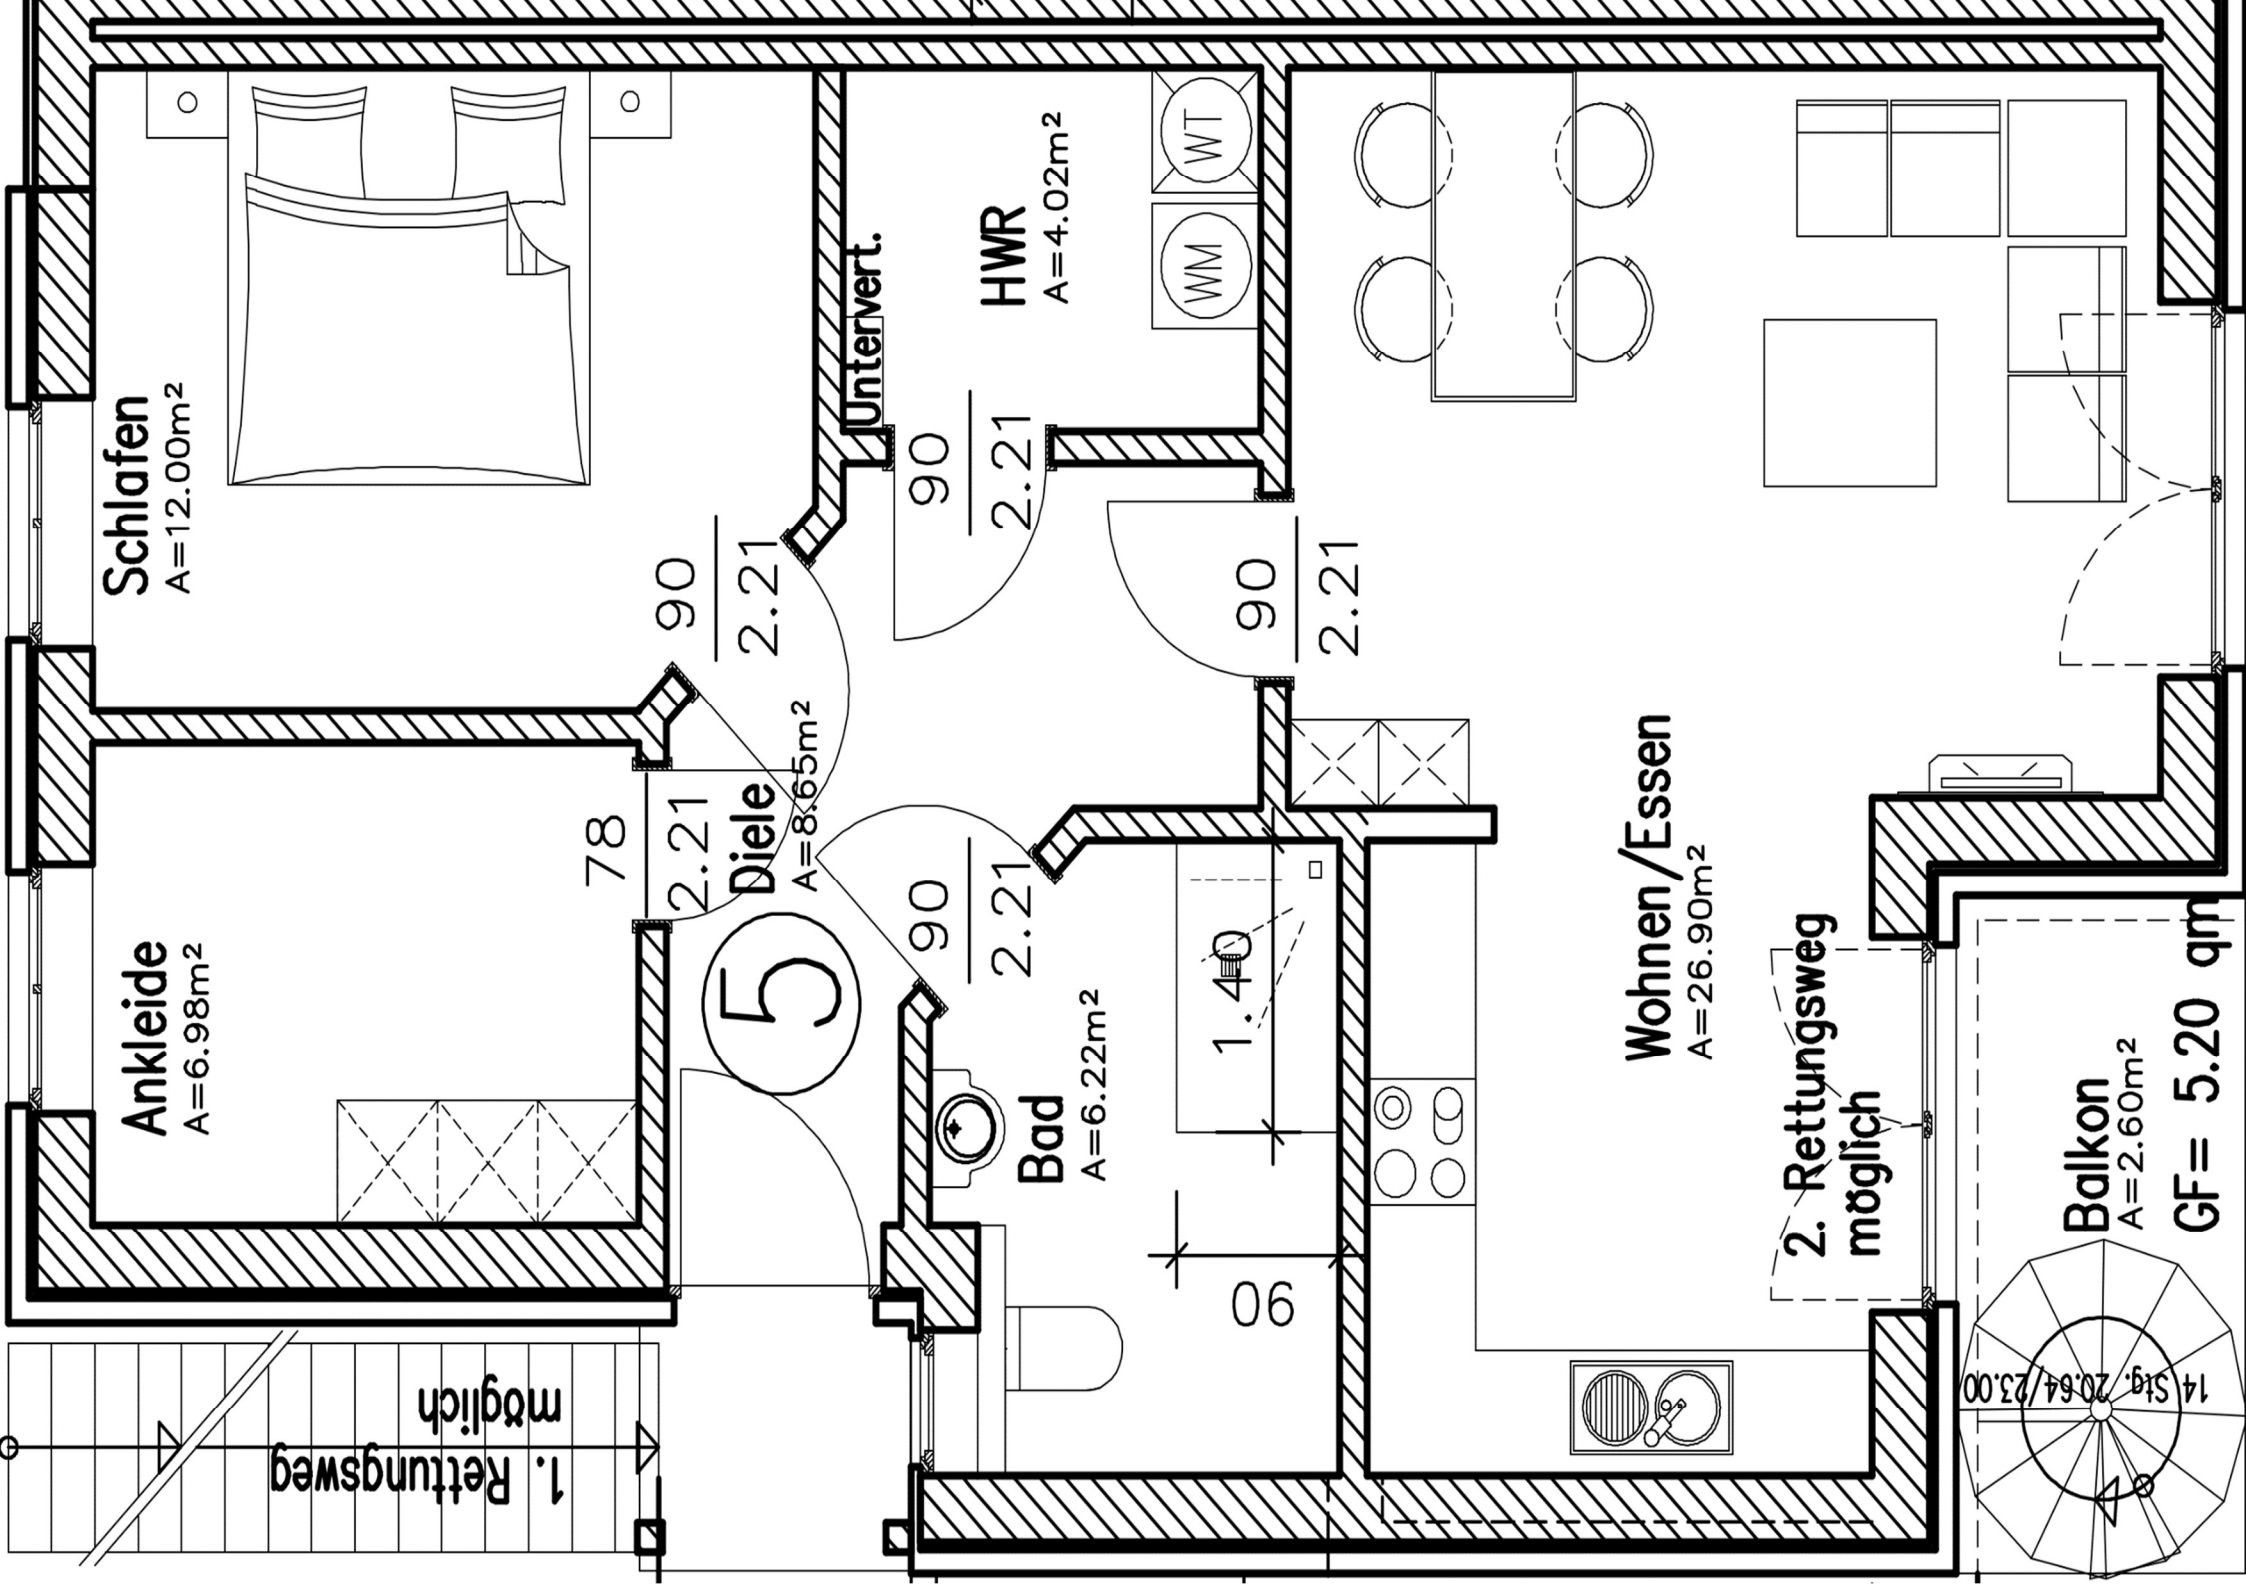 Schlafen
A=12.00m²
Untervert.
HWR
A=4.02m²
WT
WM
90
2.21
90
2.21
90
2.21
Ankleide
A=6.98m²
78
2.21
Diele
A=8.65m²
5
90
2.21
Bad
A=6.22m²
1.40
90
Wohnen/Essen
A=26.90m²
2. Rettungsweg
möglich
Balkon
A=2.60m²
GF= 5.20 qm
1. Rettungsweg
möglich
14 Stg. 20.64/23.00